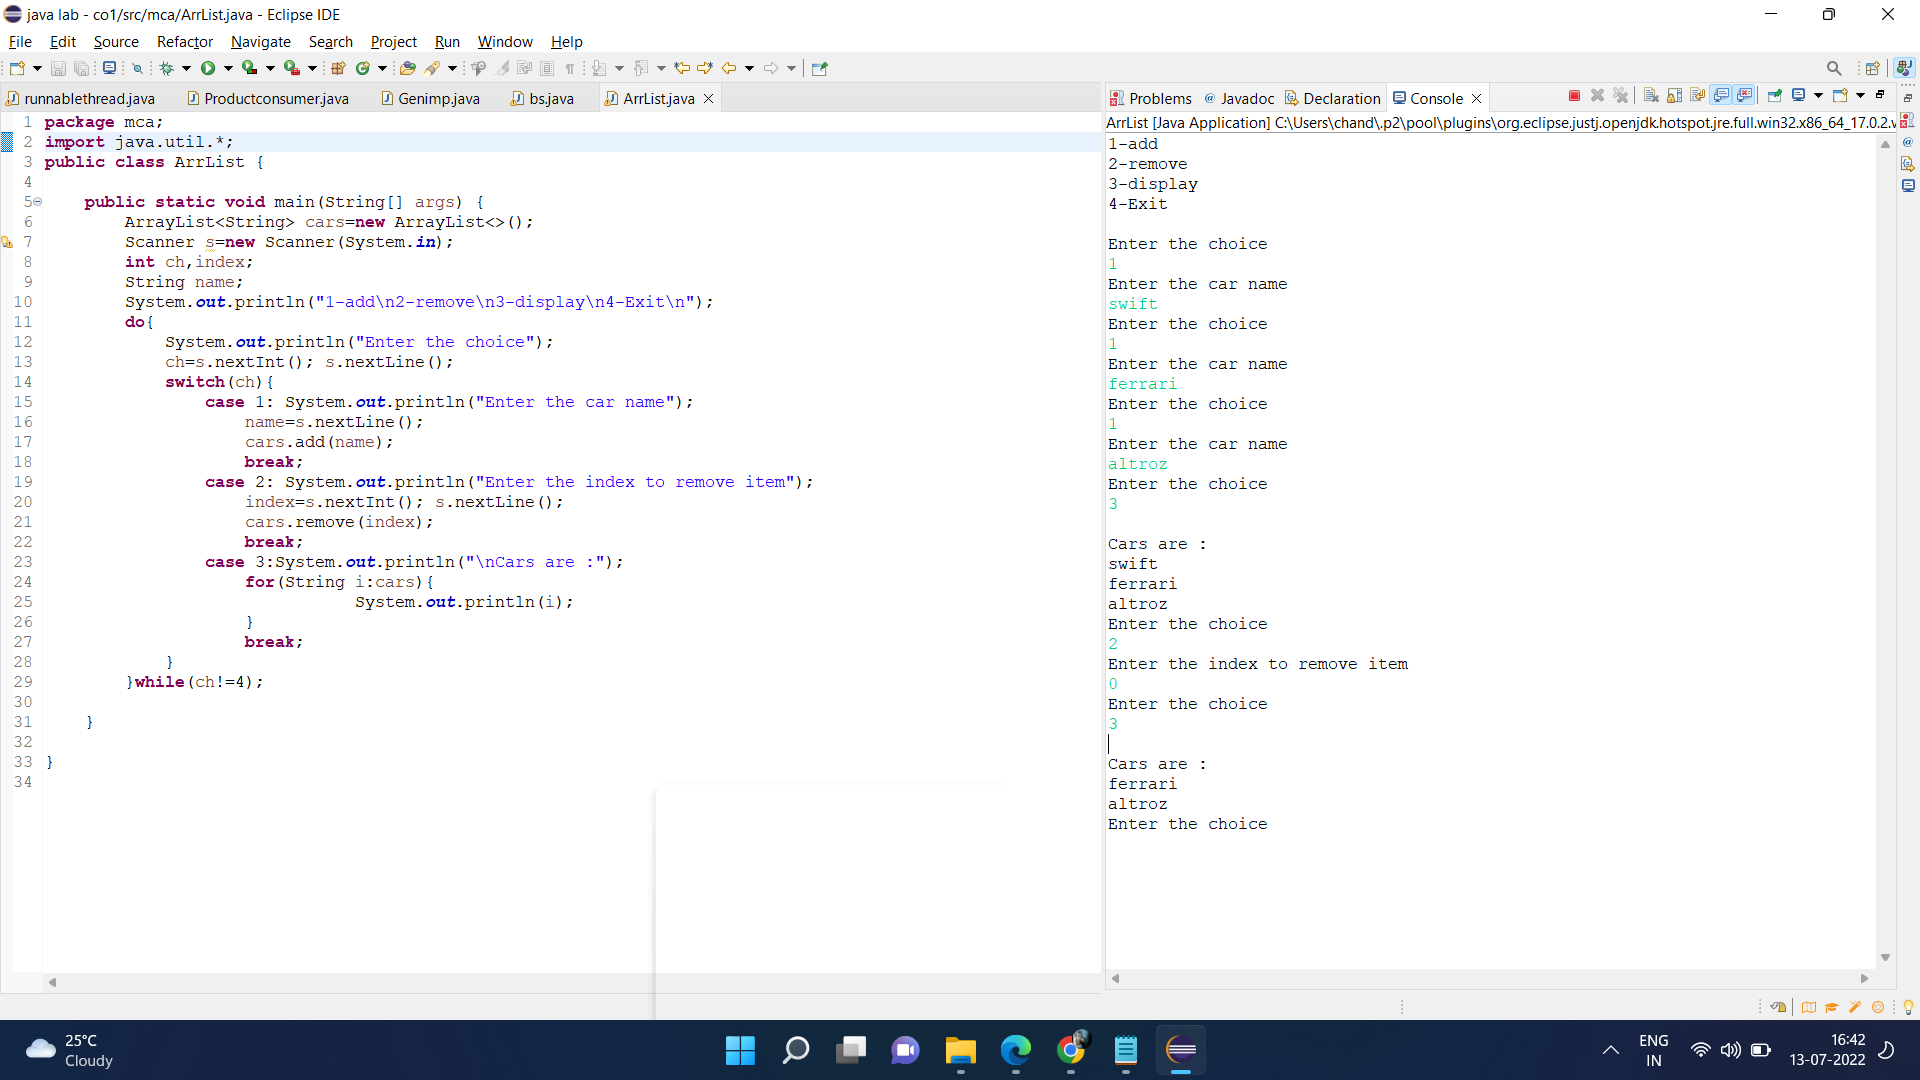 java lab - co1/src/mca/ArrList.java - Eclipse IDE
File Edit Source Refactor Navigate Search Project Run Window Help
runnablethread.java Productconsumer.java Genimp.java bs.java ArrList.java
1 package mca;
2 import java.util.*;
3 public class ArrList {
4
5 public static void main(String[] args) {
6 ArrayList<String> cars=new ArrayList<>();
7 Scanner s=new Scanner(System.in);
8 int ch,index;
9 String name;
10 System.out.println("1-add\n2-remove\n3-display\n4-Exit\n");
11 do{
12 System.out.println("Enter the choice");
13 ch=s.nextInt(); s.nextLine();
14 switch(ch){
15 case 1: System.out.println("Enter the car name");
16 name=s.nextLine();
17 cars.add(name);
18 break;
19 case 2: System.out.println("Enter the index to remove item");
20 index=s.nextInt(); s.nextLine();
21 cars.remove(index);
22 break;
23 case 3:System.out.println("\nCars are :");
24 for(String i:cars){
25 System.out.println(i);
26 }
27 break;
28 }
29 }while(ch!=4);
30
31 }
32
33 }
34
Problems @ Javadoc Declaration Console
ArrList [Java Application] C:\Users\chand\.p2\pool\plugins\org.eclipse.justj.openjdk.hotspot.jre.full.win32.x86_64_17.0.2.v
1-add
2-remove
3-display
4-Exit
Enter the choice
1
Enter the car name
swift
Enter the choice
1
Enter the car name
ferrari
Enter the choice
1
Enter the car name
altroz
Enter the choice
3
Cars are :
swift
ferrari
altroz
Enter the choice
2
Enter the index to remove item
0
Enter the choice
3
Cars are :
ferrari
altroz
Enter the choice
25°C
Cloudy
ENG
IN
16:42
13-07-2022